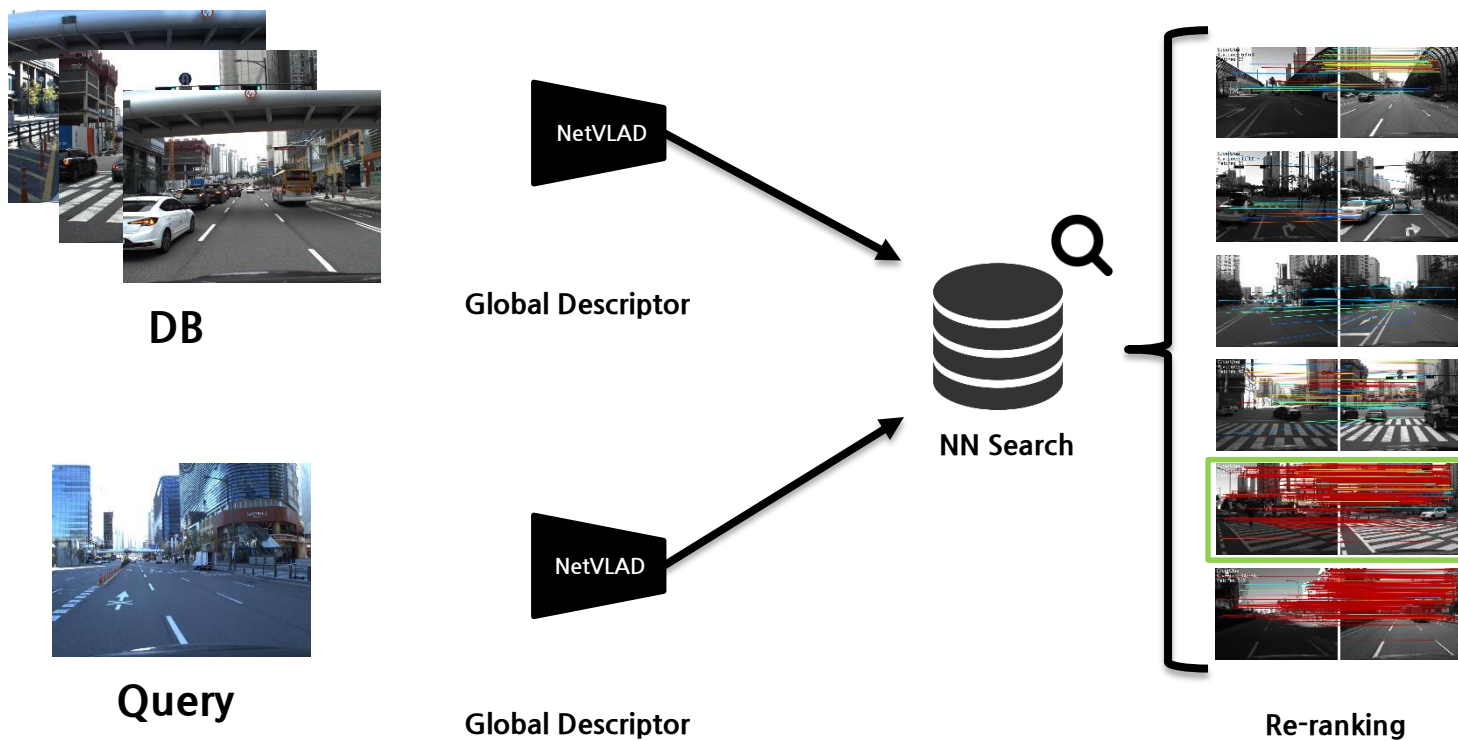 DB
NetVLAD
Global Descriptor
NN Search
Query
NetVLAD
Global Descriptor
Re-ranking